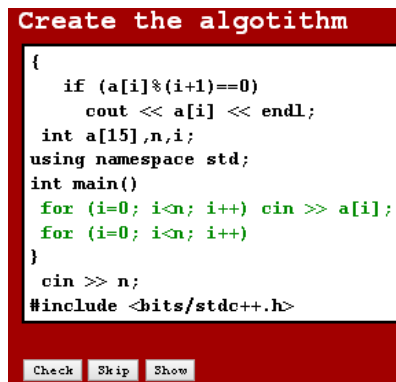 Create the algotithm
{
if (a[i]%(i+1)==0)
cout << a[i] << endl;
int a[15],n,i;
using namespace std;
int main()
for (i=0; i<n; i++) cin >> a[i];
for (i=0; i<n; i++)
}
cin >> n;
#include <bits/stdc++.h>
Check Skip Show